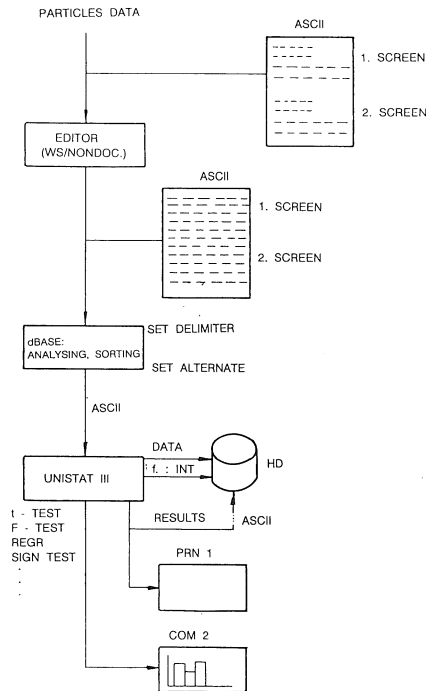 PARTICLES DATA
ASCII
1. SCREEN
2. SCREEN
EDITOR
(WS/NONDOC.)
ASCII
1. SCREEN
2. SCREEN
SET DELIMITER
dBASE:
ANALYSING, SORTING
SET ALTERNATE
ASCII
DATA
f. : INT
HD
UNISTAT III
RESULTS
ASCII
t - TEST
F - TEST
REGR
SIGN TEST
.
.
.
PRN 1
COM 2